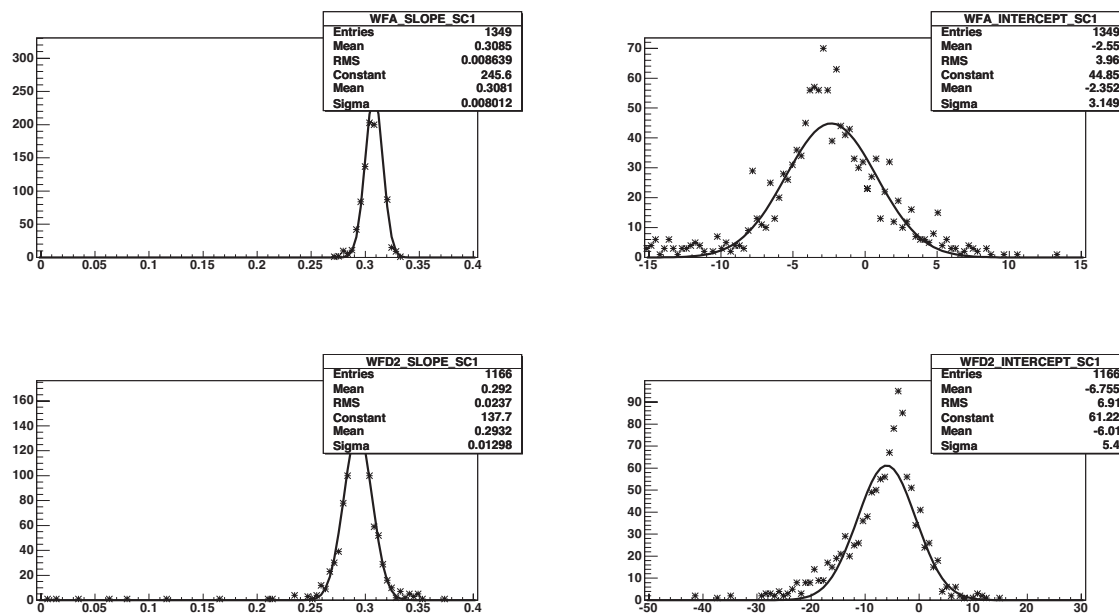 WFA_SLOPE_SC1
Entries 1349
Mean 0.3085
RMS 0.008639
Constant 245.6
Mean 0.3081
Sigma 0.008012
300
250
200
150
100
50
0
0 0.05 0.1 0.15 0.2 0.25 0.3 0.35 0.4
WFA_INTERCEPT_SC1
Entries 1349
Mean -2.55
RMS 3.96
Constant 44.85
Mean -2.352
Sigma 3.149
70
60
50
40
30
20
10
0
-15 -10 -5 0 5 10 15
WFD2_SLOPE_SC1
Entries 1166
Mean 0.292
RMS 0.0237
Constant 137.7
Mean 0.2932
Sigma 0.01298
160
140
120
100
80
60
40
20
0
0 0.05 0.1 0.15 0.2 0.25 0.3 0.35 0.4
WFD2_INTERCEPT_SC1
Entries 1166
Mean -6.755
RMS 6.91
Constant 61.22
Mean -6.01
Sigma 5.4
90
80
70
60
50
40
30
20
10
0
-50 -40 -30 -20 -10 0 10 20 30